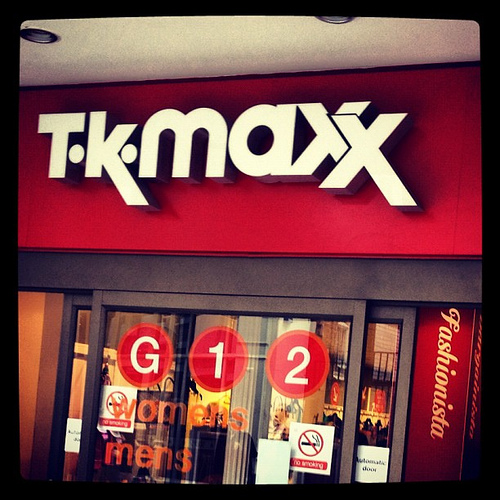 T·K·maxx
G 1 2
womens
mens
no smoking
no smoking
Automatic door
Fashionista